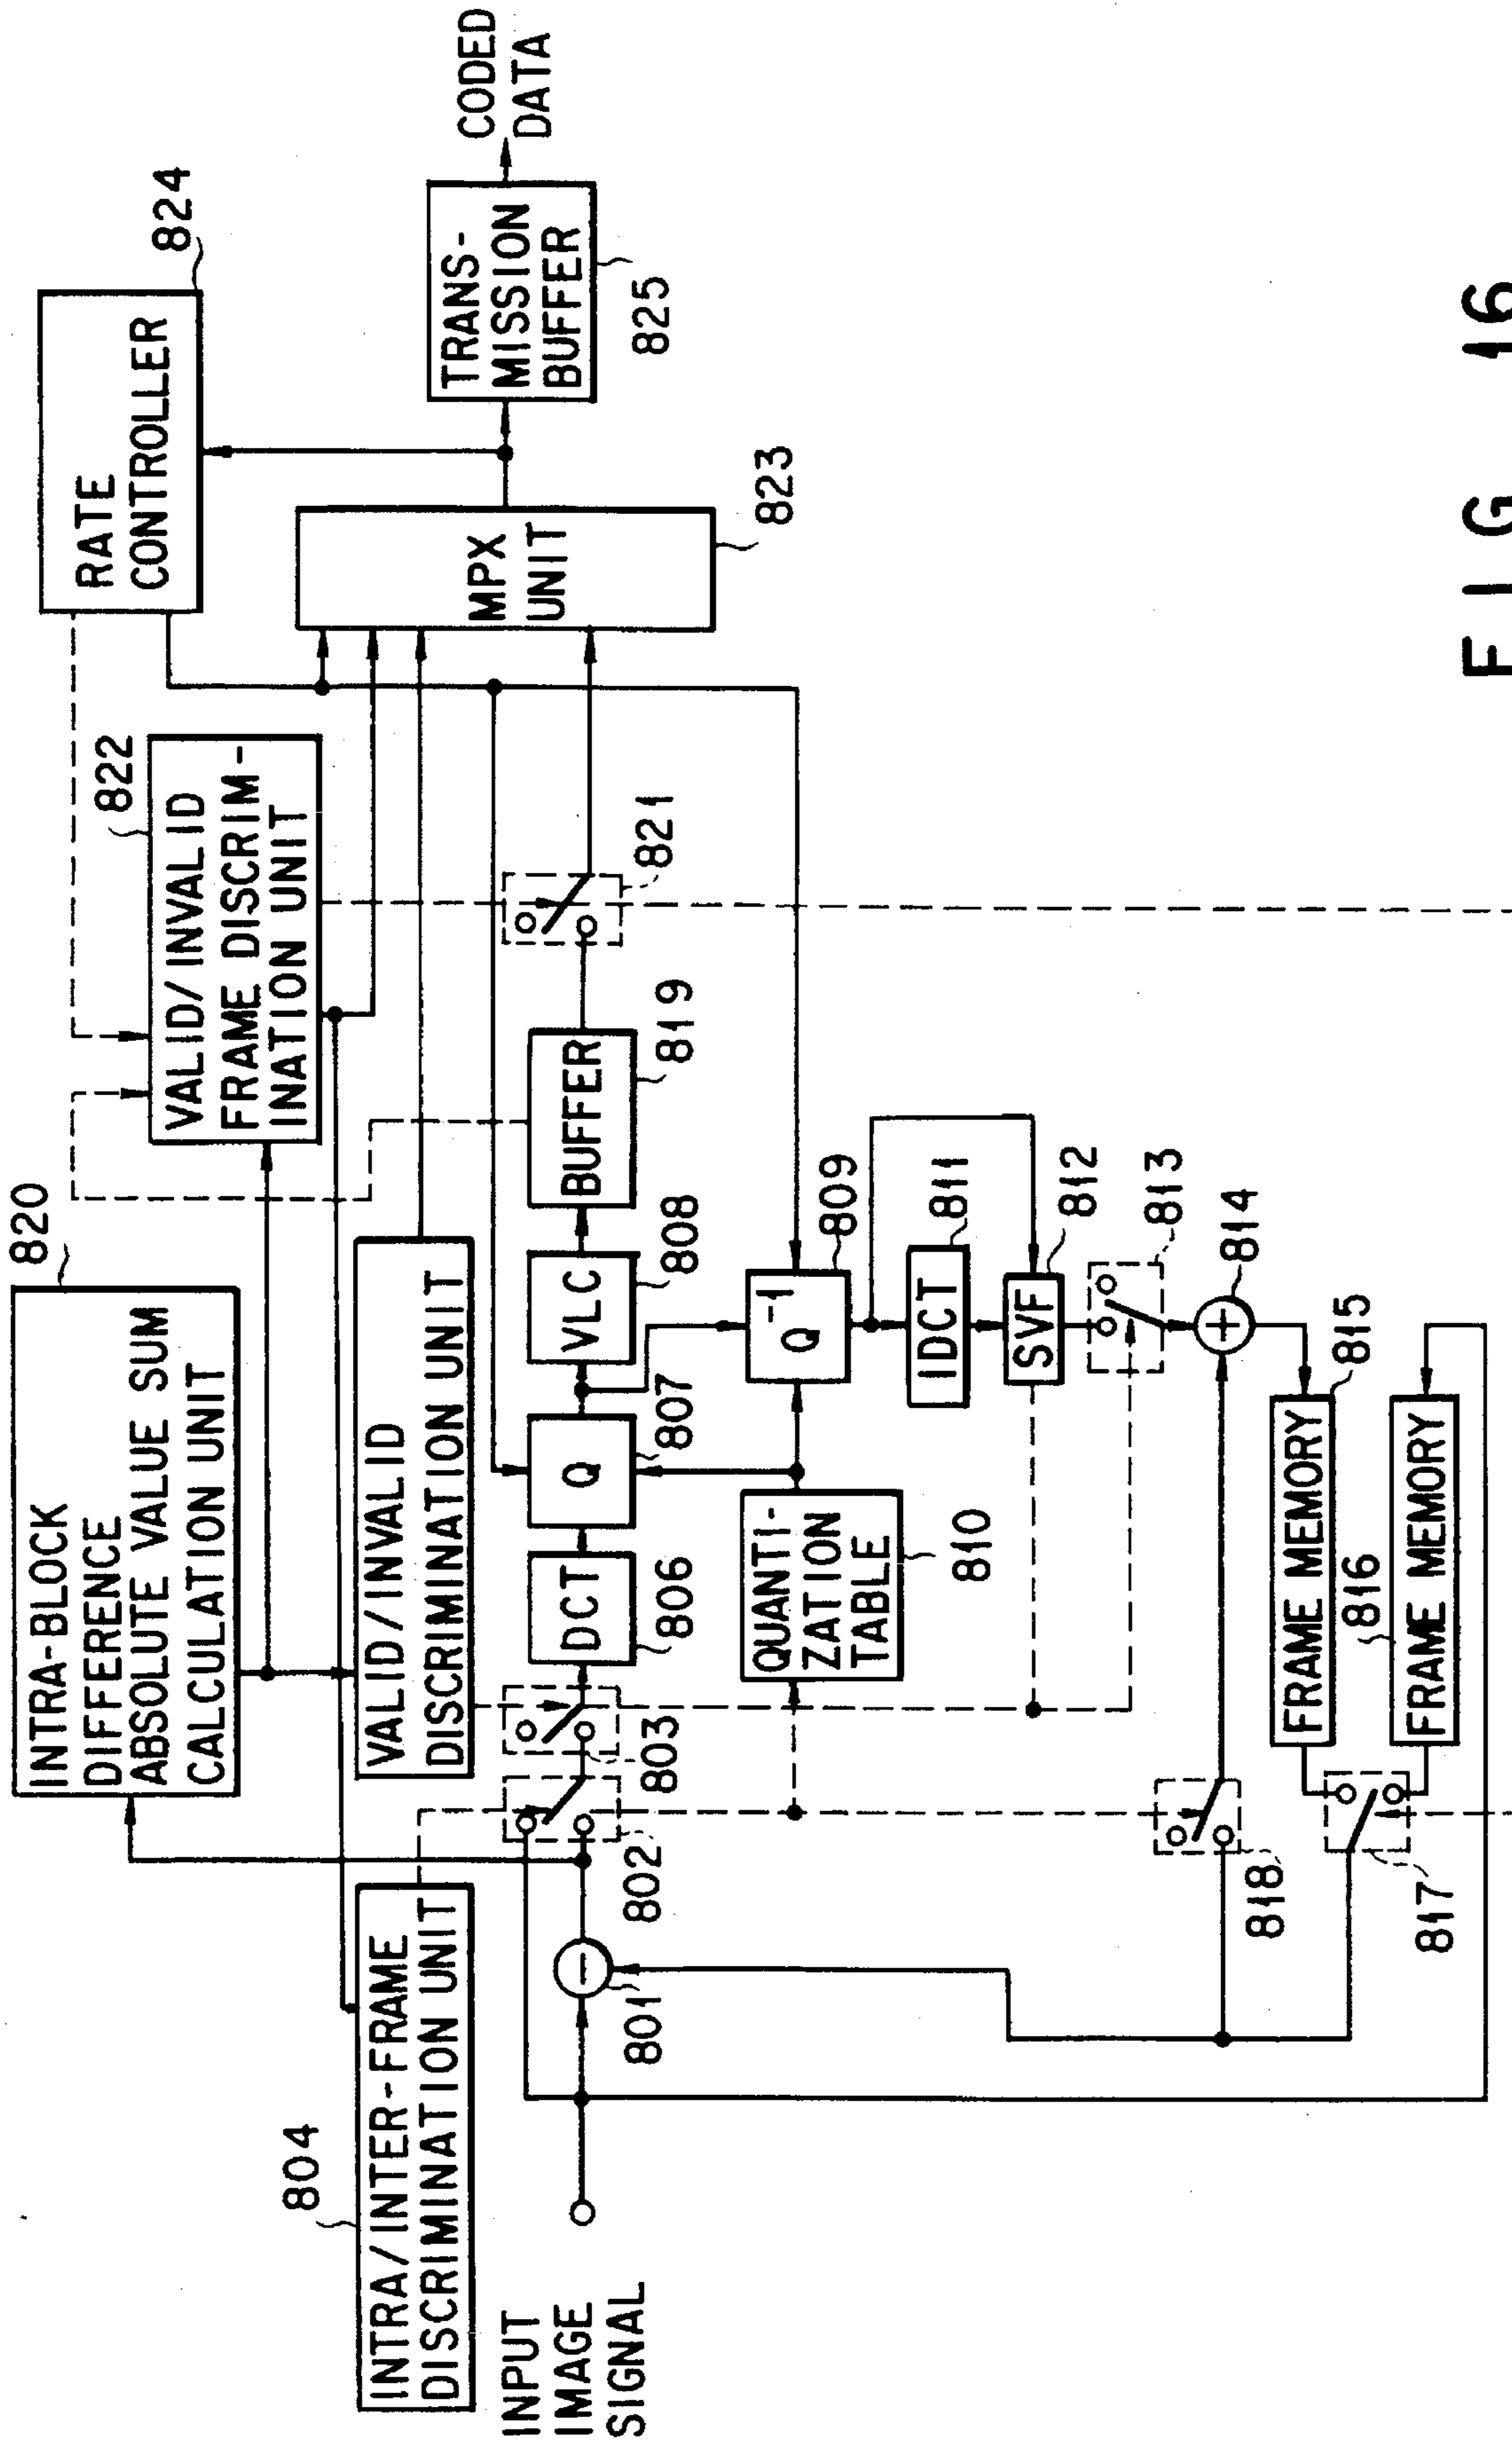 INTRA-BLOCK
DIFFERENCE
ABSOLUTE VALUE SUM
CALCULATION UNIT
820
VALID/INVALID
FRAME DISCRIM-
INATION UNIT
822
RATE
CONTROLLER
824
INTRA/INTER-FRAME
DISCRIMINATION UNIT
804
VALID/INVALID
DISCRIMINATION UNIT
MPX
UNIT
823
TRANS-
MISSION
BUFFER
825
CODED
DATA
INPUT
IMAGE
SIGNAL
801
802
803
DCT
806
Q
807
VLC
808
BUFFER
819
821
QUANTI-
ZATION
TABLE
810
Q-1
809
IDCT
811
SVF
812
813
814
818
817
FRAME MEMORY
815
816
FRAME MEMORY
FIG. 16